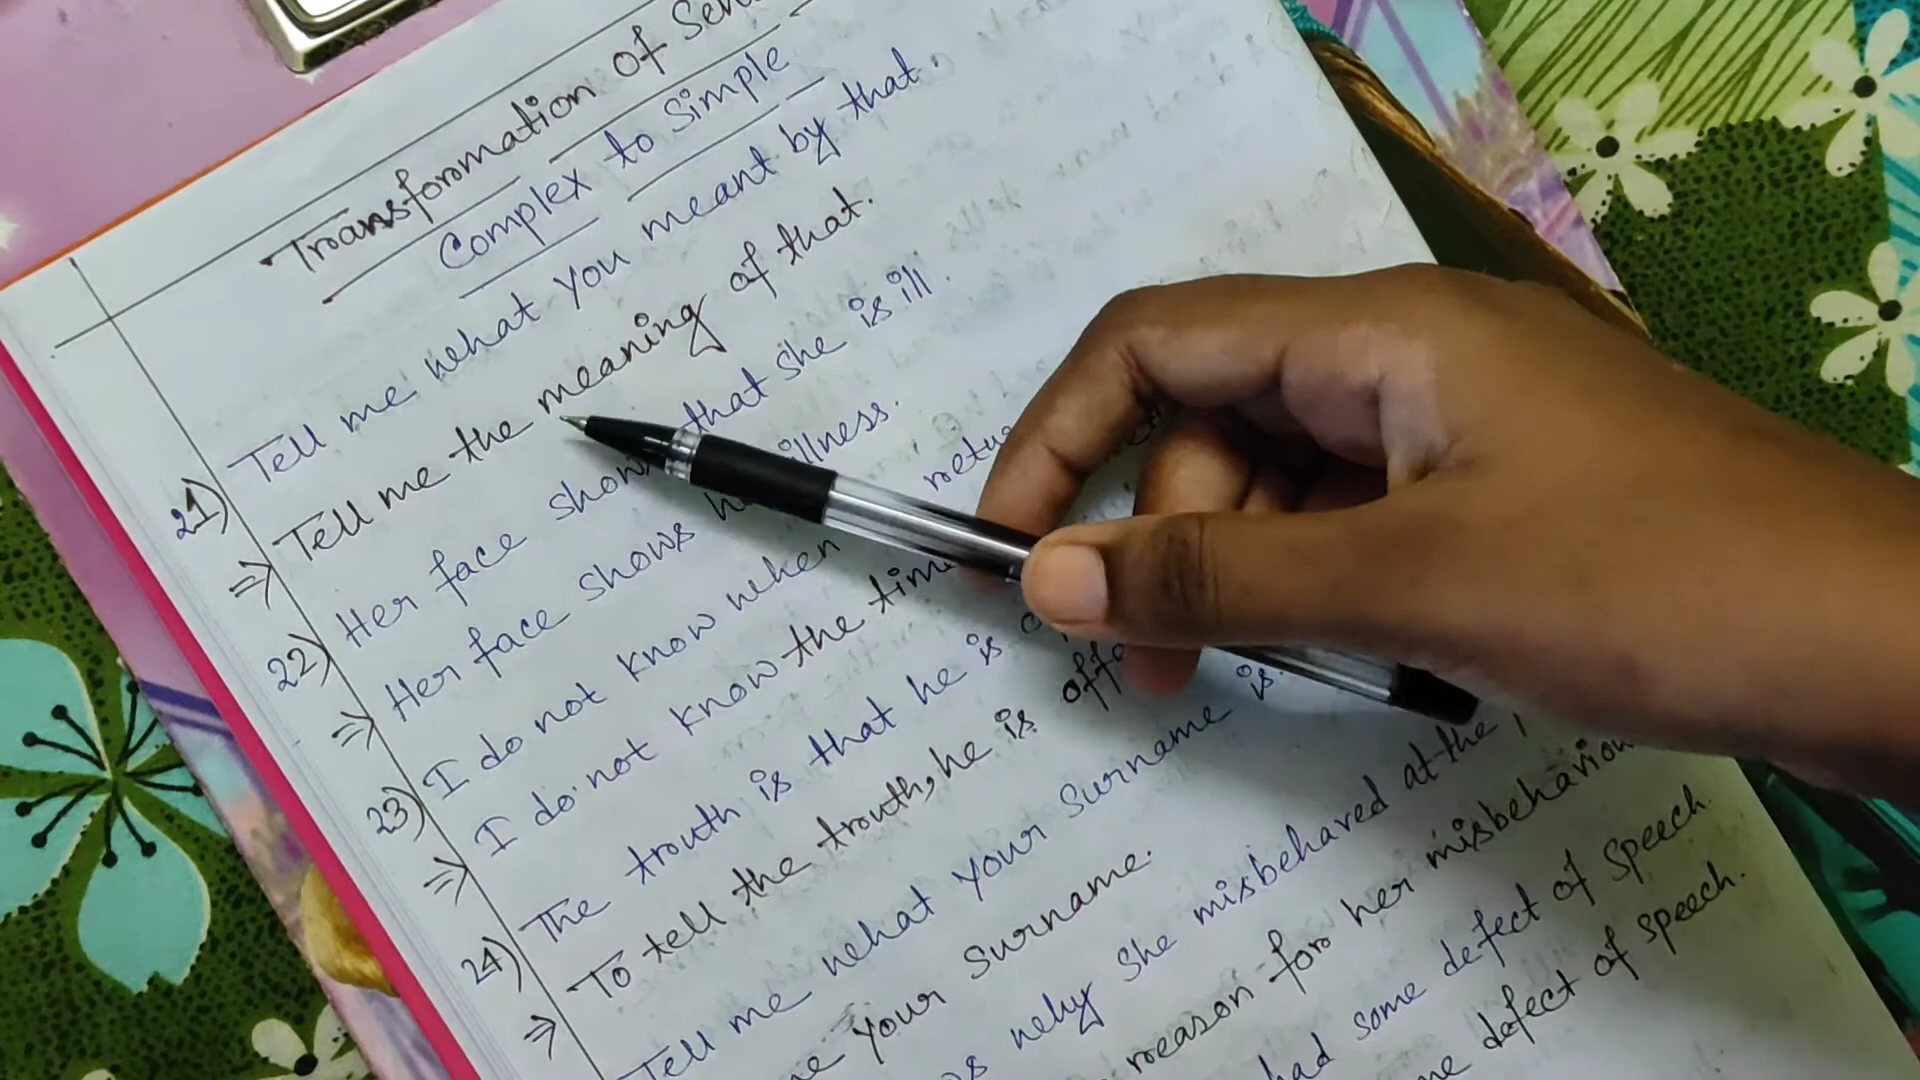 Transformation of
Complex to Simple
21) Tell me what you meant by that.
=> Tell me the meaning of that.
22) Her face shows that she is ill.
=> Her face shows illness.
23) I do not know when
=> I do not know the time
24) The truth is that he is
=> To tell the truth, he is
Tell me what your surname is.
your surname.
why she misbehaved at the
reason for her misbehaviour
had some defect of speech.
defect of speech.